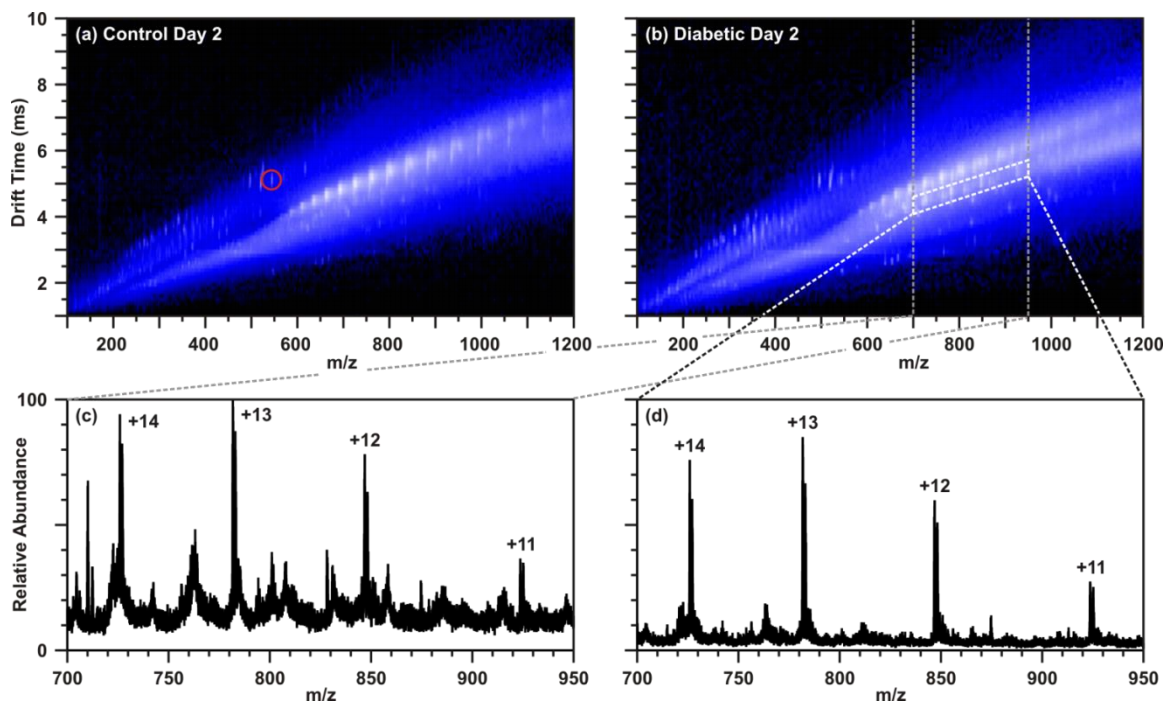 (a) Control Day 2
(b) Diabetic Day 2
Drift Time (ms)
10
8
6
4
2
200 400 600 800 1000 1200
m/z
200 400 600 800 1000 1200
m/z
(c)
(d)
Relative Abundance
100
0
+14
+13
+12
+11
+14
+13
+12
+11
700 750 800 850 900 950
m/z
700 750 800 850 900 950
m/z